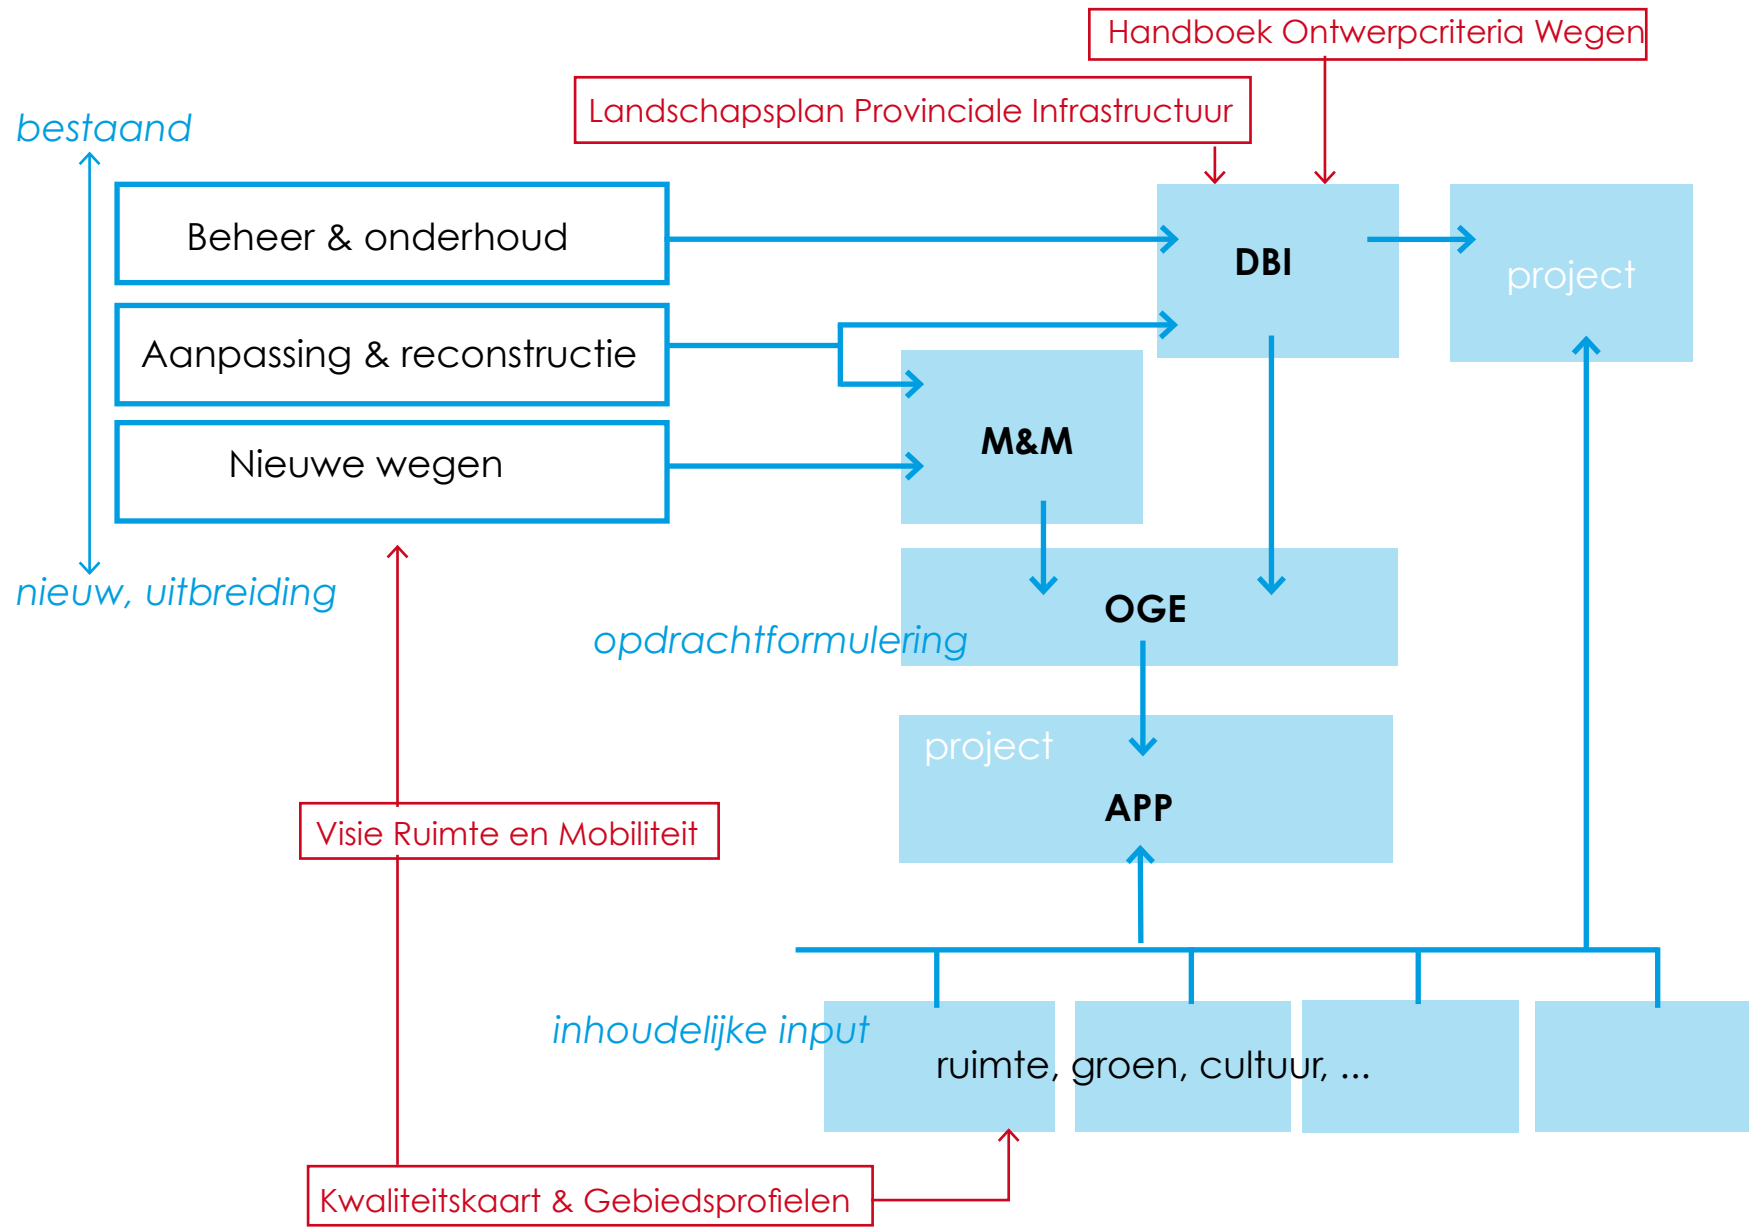 Handboek Ontwerpcriteria Wegen
Landschapsplan Provinciale Infrastructuur
bestaand
Beheer & onderhoud
DBI
project
Aanpassing & reconstructie
M&M
Nieuwe wegen
nieuw, uitbreiding
OGE
opdrachtformulering
project
APP
Visie Ruimte en Mobiliteit
inhoudelijke input
ruimte, groen, cultuur, ...
Kwaliteitskaart & Gebiedsprofielen